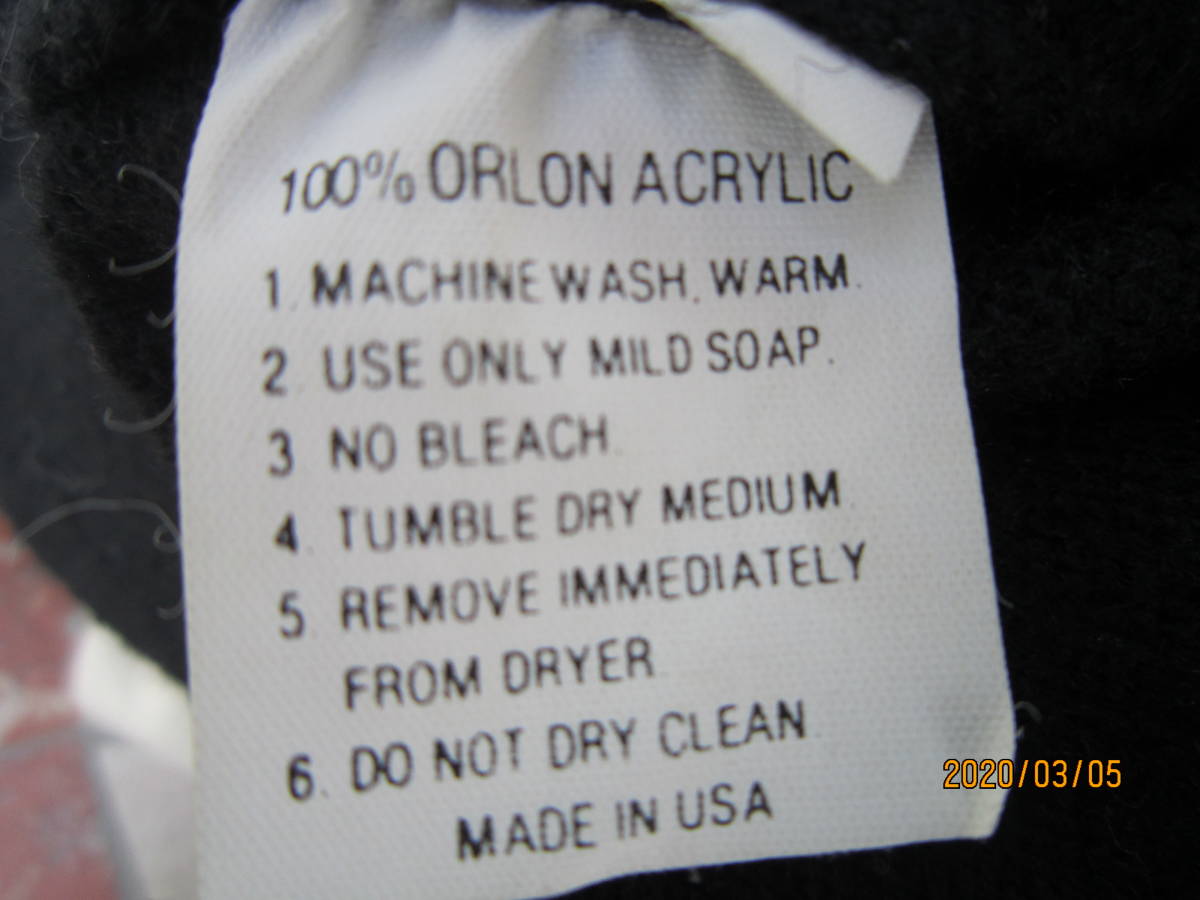 100% ORLON ACRYLIC
1. MACHINE WASH, WARM.
2 USE ONLY MILD SOAP.
3 NO BLEACH.
4. TUMBLE DRY MEDIUM.
5. REMOVE IMMEDIATELY
FROM DRYER.
6. DO NOT DRY CLEAN.
MADE IN USA
2020/03/05